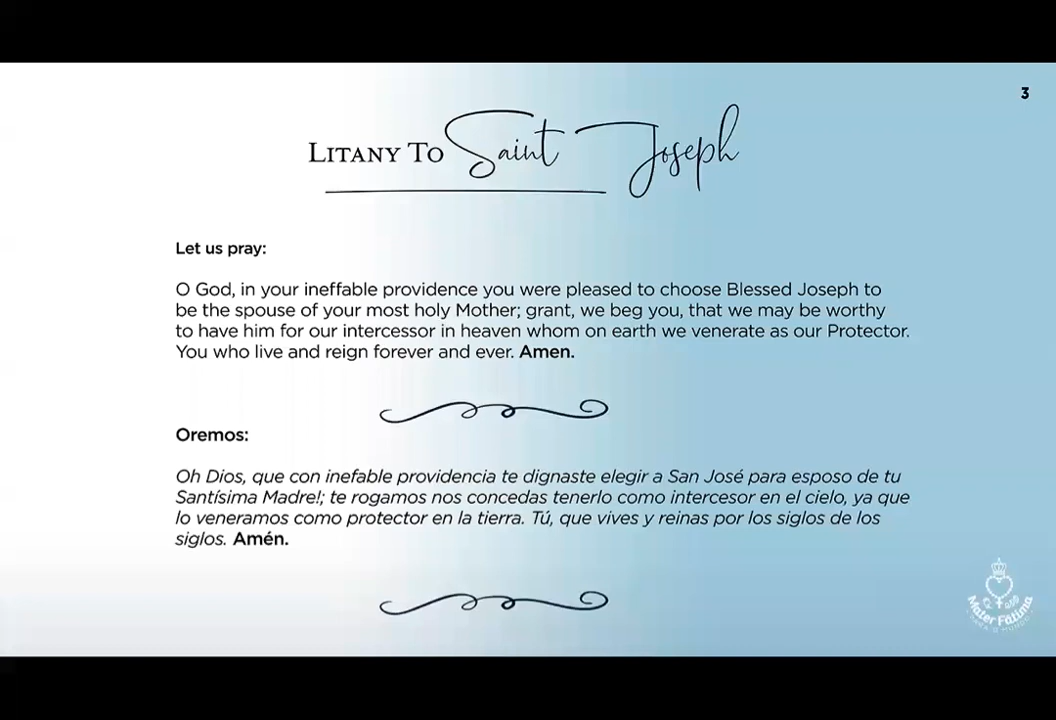 3
LITANY TO Saint Joseph
Let us pray:
O God, in your ineffable providence you were pleased to choose Blessed Joseph to
be the spouse of your most holy Mother; grant, we beg you, that we may be worthy
to have him for our intercessor in heaven whom on earth we venerate as our Protector.
You who live and reign forever and ever. Amen.
Oremos:
Oh Dios, que con inefable providencia te dignaste elegir a San José para esposo de tu
Santísima Madre!; te rogamos nos concedas tenerlo como intercesor en el cielo, ya que
lo veneramos como protector en la tierra. Tú, que vives y reinas por los siglos de los
siglos. Amén.
Mater Fátima